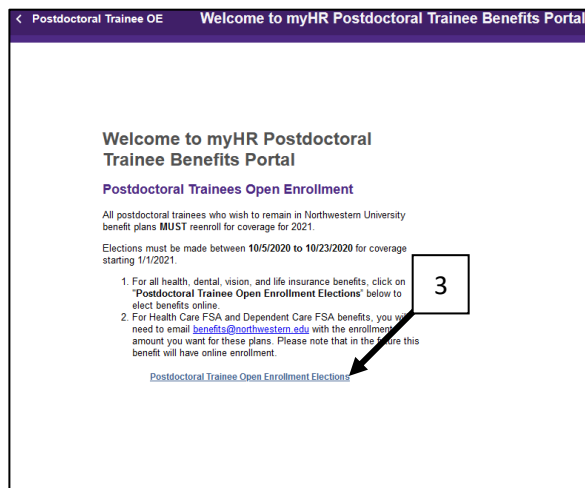 < Postdoctoral Trainee OE Welcome to myHR Postdoctoral Trainee Benefits Portal
Welcome to myHR Postdoctoral
Trainee Benefits Portal
Postdoctoral Trainees Open Enrollment
All postdoctoral trainees who wish to remain in Northwestern University
benefit plans MUST reenroll for coverage for 2021.
Elections must be made between 10/5/2020 to 10/23/2020 for coverage
starting 1/1/2021.
3
1. For all health, dental, vision, and life insurance benefits, click on
"Postdoctoral Trainee Open Enrollment Elections" below to
elect benefits online.
2. For Health Care FSA and Dependent Care FSA benefits, you will
need to email benefits@northwestern.edu with the enrollment
amount you want for these plans. Please note that in the future this
benefit will have online enrollment.
Postdoctoral Trainee Open Enrollment Elections